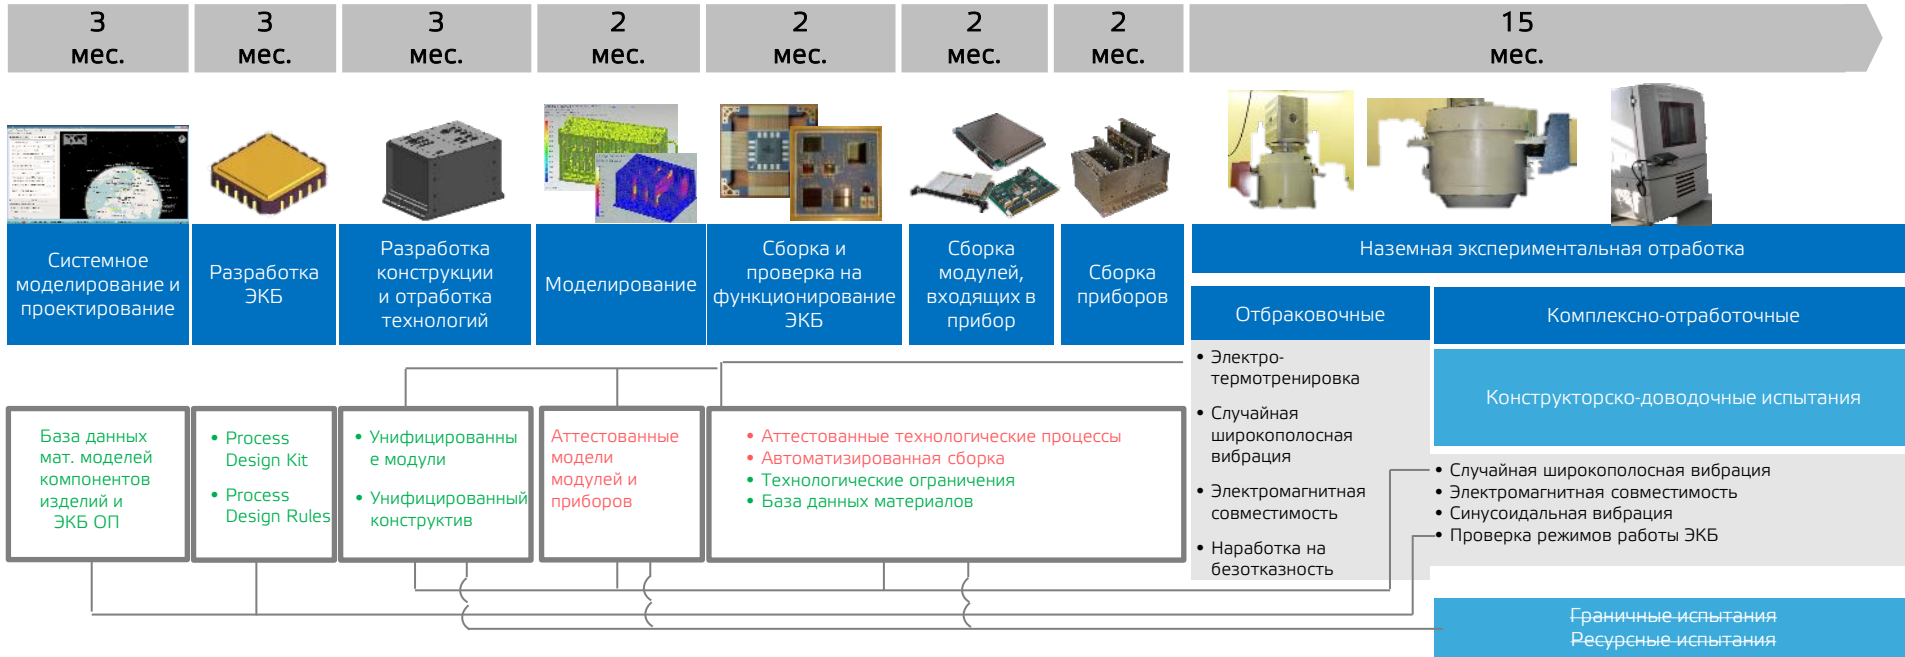 3
мес.
3
мес.
3
мес.
2
мес.
2
мес.
2
мес.
2
мес.
15
мес.
Системное
моделирование и
проектирование
Разработка
ЭКБ
Разработка
конструкции
и отработка
технологий
Моделирование
Сборка и
проверка на
функционирование
ЭКБ
Сборка
модулей,
входящих в
прибор
Сборка
приборов
Наземная экспериментальная отработка
Отбраковочные
Комплексно-отработочные
• Электро-
термотренировка
• Случайная
широкополосная
вибрация
• Электромагнитная
совместимость
• Наработка на
безотказность
Конструкторско-доводочные испытания
• Случайная широкополосная вибрация
• Электромагнитная совместимость
• Синусоидальная вибрация
• Проверка режимов работы ЭКБ
Граничные испытания
Ресурсные испытания
База данных
мат. моделей
компонентов
изделий и
ЭКБ ОП
• Process
Design Kit
• Process
Design Rules
• Унифицированны
е модули
• Унифицированный
конструктив
Аттестованные
модели
модулей и
приборов
• Аттестованные технологические процессы
• Автоматизированная сборка
• Технологические ограничения
• База данных материалов